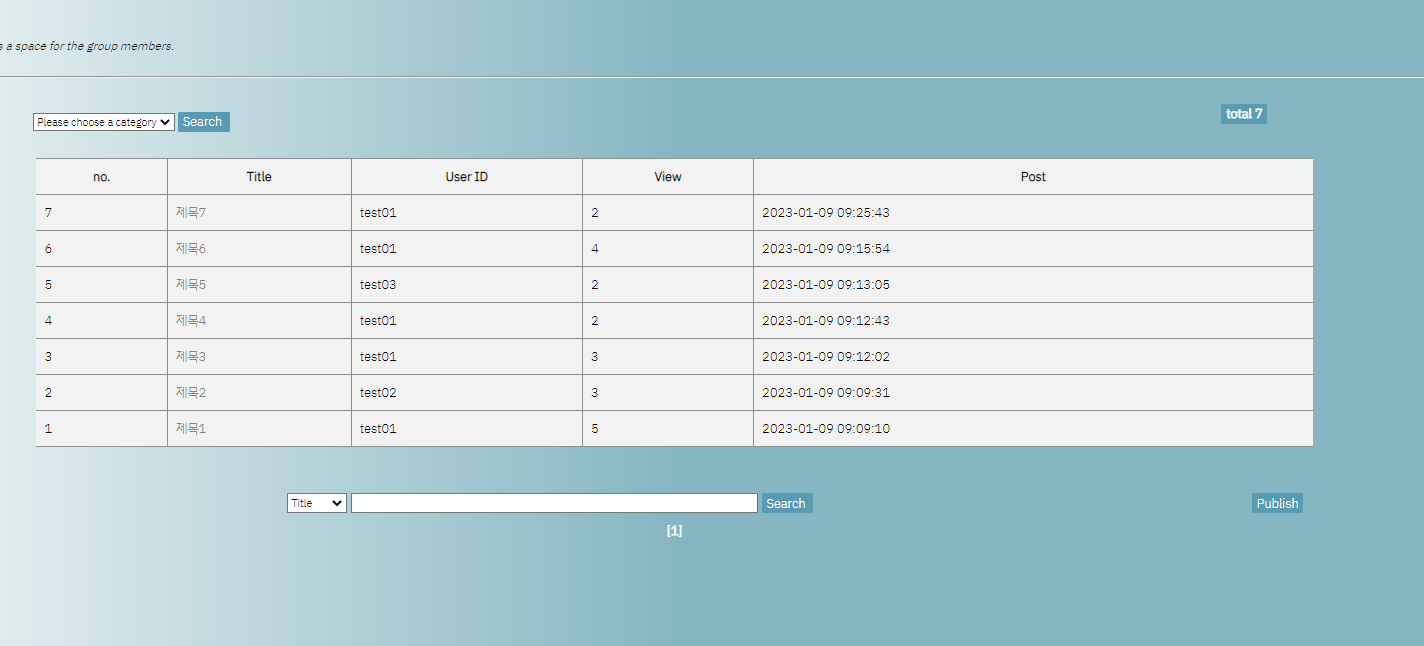 s a space for the group members.
total 7
Please choose a category Search
no. Title User ID View Post
7 제목7 test01 2 2023-01-09 09:25:43
6 제목6 test01 4 2023-01-09 09:15:54
5 제목5 test03 2 2023-01-09 09:13:05
4 제목4 test01 2 2023-01-09 09:12:43
3 제목3 test01 3 2023-01-09 09:12:02
2 제목2 test02 3 2023-01-09 09:09:31
1 제목1 test01 5 2023-01-09 09:09:10
Title Search Publish
[1]